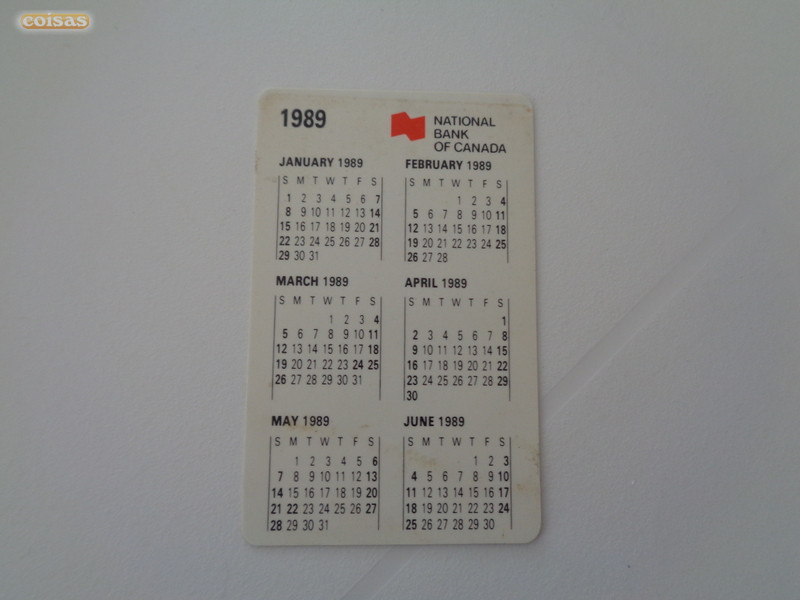 coisas
1989
NATIONAL
BANK
OF CANADA
JANUARY 1989
S M T W T F S
1 2 3 4 5 6 7
8 9 10 11 12 13 14
15 16 17 18 19 20 21
22 23 24 25 26 27 28
29 30 31
FEBRUARY 1989
S M T W T F S
1 2 3 4
5 6 7 8 9 10 11
12 13 14 15 16 17 18
19 20 21 22 23 24 25
26 27 28
MARCH 1989
S M T W T F S
1 2 3 4
5 6 7 8 9 10 11
12 13 14 15 16 17 18
19 20 21 22 23 24 25
26 27 28 29 30 31
APRIL 1989
S M T W T F S
1
2 3 4 5 6 7 8
9 10 11 12 13 14 15
16 17 18 19 20 21 22
23 24 25 26 27 28 29
30
MAY 1989
S M T W T F S
1 2 3 4 5 6
7 8 9 10 11 12 13
14 15 16 17 18 19 20
21 22 23 24 25 26 27
28 29 30 31
JUNE 1989
S M T W T F S
1 2 3
4 5 6 7 8 9 10
11 12 13 14 15 16 17
18 19 20 21 22 23 24
25 26 27 28 29 30